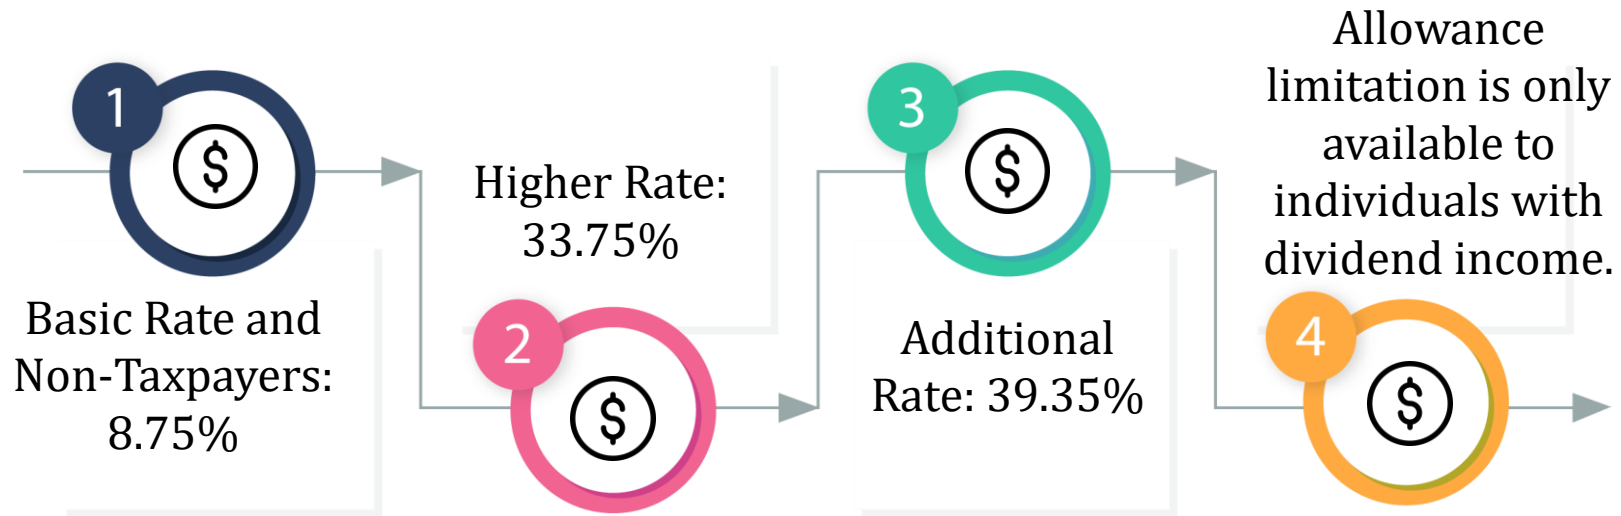 1
$
Basic Rate and
Non-Taxpayers:
8.75%
Higher Rate:
33.75%
2
$
3
$
Additional
Rate: 39.35%
Allowance
limitation is only
available to
individuals with
dividend income.
4
$